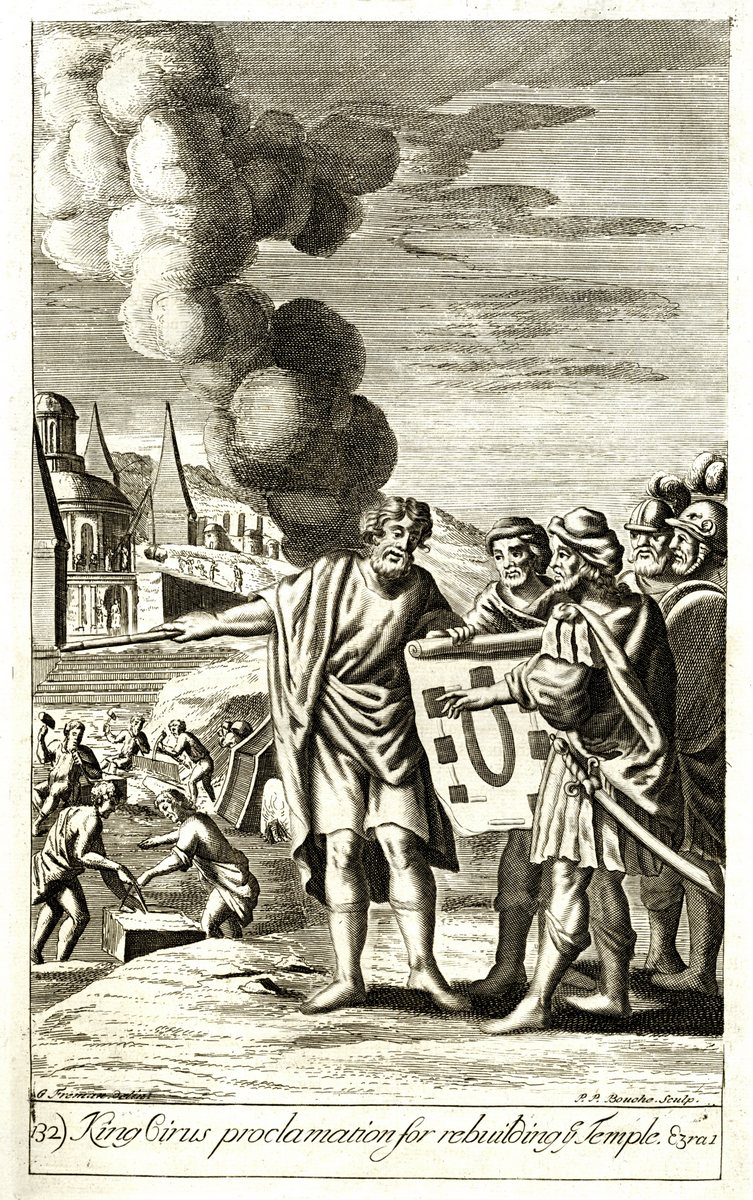 G Freman delin
P. P. Bouche. Sculp.
132) King Cirus proclamation for rebuilding yͤ Temple. Ezra 1